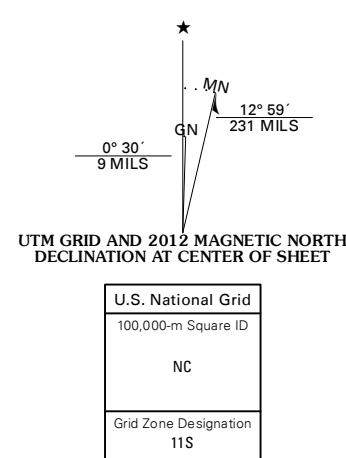 ★
MN
12° 59´
231 MILS
GN
0° 30´
9 MILS
UTM GRID AND 2012 MAGNETIC NORTH
DECLINATION AT CENTER OF SHEET
U.S. National Grid
100,000-m Square ID
NC
Grid Zone Designation
11S